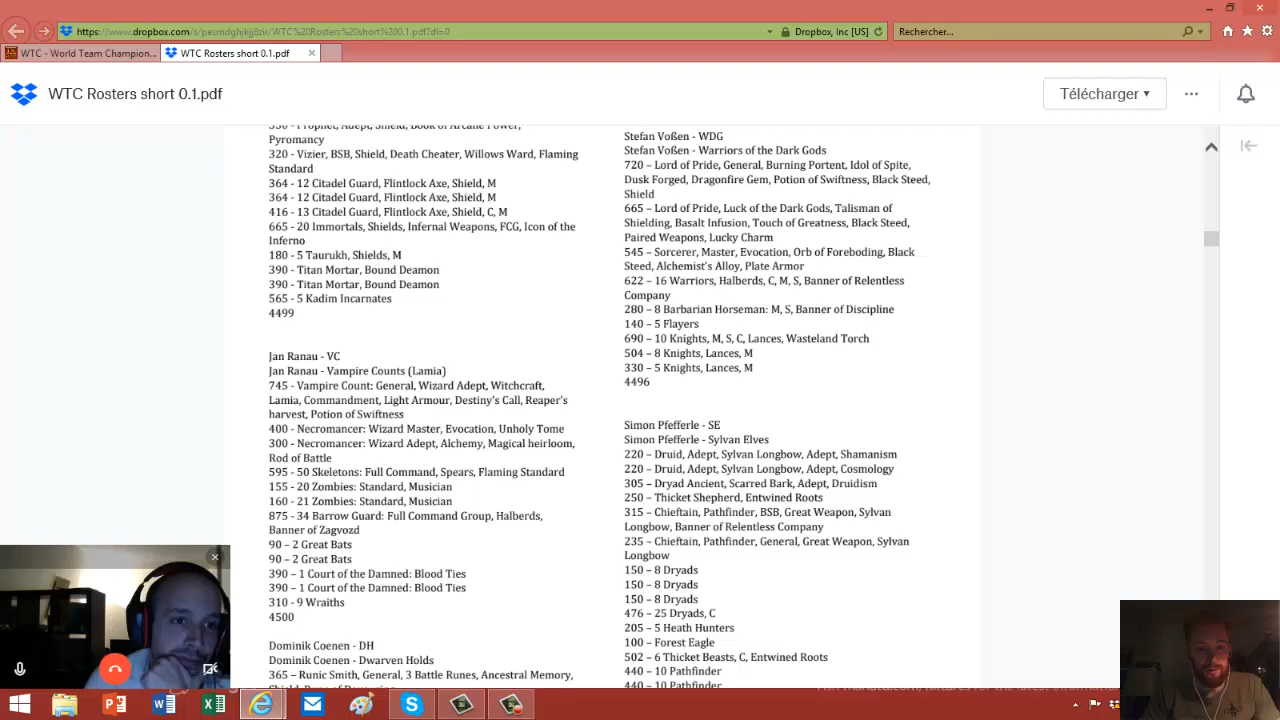 https://www.dropbox.com/s/pesmdghjkjj8zir/WTC%20Rosters%20short%200.1.pdf?dl=0
Dropbox, Inc [US]
Rechercher...
WTC - World Team Champion...
WTC Rosters short 0.1.pdf
WTC Rosters short 0.1.pdf
Télécharger
330 - Prophet, Adept, Shield, Book of Arcane Power,
Pyromancy
320 - Vizier, BSB, Shield, Death Cheater, Willows Ward, Flaming
Standard
364 - 12 Citadel Guard, Flintlock Axe, Shield, M
364 - 12 Citadel Guard, Flintlock Axe, Shield, M
416 - 13 Citadel Guard, Flintlock Axe, Shield, C, M
665 - 20 Immortals, Shields, Infernal Weapons, FCG, Icon of the
Inferno
180 - 5 Taurukh, Shields, M
390 - Titan Mortar, Bound Deamon
390 - Titan Mortar, Bound Deamon
565 - 5 Kadim Incarnates
4499
Jan Ranau - VC
Jan Ranau - Vampire Counts (Lamia)
745 - Vampire Count: General, Wizard Adept, Witchcraft,
Lamia, Commandment, Light Armour, Destiny's Call, Reaper's
harvest, Potion of Swiftness
400 - Necromancer: Wizard Master, Evocation, Unholy Tome
300 - Necromancer: Wizard Adept, Alchemy, Magical heirloom,
Rod of Battle
595 - 50 Skeletons: Full Command, Spears, Flaming Standard
155 - 20 Zombies: Standard, Musician
160 - 21 Zombies: Standard, Musician
875 - 34 Barrow Guard: Full Command Group, Halberds,
Banner of Zagvozd
90 – 2 Great Bats
90 – 2 Great Bats
390 – 1 Court of the Damned: Blood Ties
390 – 1 Court of the Damned: Blood Ties
310 - 9 Wraiths
4500
Dominik Coenen - DH
Dominik Coenen - Dwarven Holds
365 – Runic Smith, General, 3 Battle Runes, Ancestral Memory,
Stefan Voßen - WDG
Stefan Voßen - Warriors of the Dark Gods
720 – Lord of Pride, General, Burning Portent, Idol of Spite,
Dusk Forged, Dragonfire Gem, Potion of Swiftness, Black Steed,
Shield
665 – Lord of Pride, Luck of the Dark Gods, Talisman of
Shielding, Basalt Infusion, Touch of Greatness, Black Steed,
Paired Weapons, Lucky Charm
545 – Sorcerer, Master, Evocation, Orb of Foreboding, Black
Steed, Alchemist's Alloy, Plate Armor
622 – 16 Warriors, Halberds, C, M, S, Banner of Relentless
Company
280 – 8 Barbarian Horseman: M, S, Banner of Discipline
140 – 5 Flayers
690 – 10 Knights, M, S, C, Lances, Wasteland Torch
504 – 8 Knights, Lances, M
330 – 5 Knights, Lances, M
4496
Simon Pfefferle - SE
Simon Pfefferle - Sylvan Elves
220 – Druid, Adept, Sylvan Longbow, Adept, Shamanism
220 – Druid, Adept, Sylvan Longbow, Adept, Cosmology
305 – Dryad Ancient, Scarred Bark, Adept, Druidism
250 – Thicket Shepherd, Entwined Roots
315 – Chieftain, Pathfinder, BSB, Great Weapon, Sylvan
Longbow, Banner of Relentless Company
235 – Chieftain, Pathfinder, General, Great Weapon, Sylvan
Longbow
150 – 8 Dryads
150 – 8 Dryads
150 – 8 Dryads
476 – 25 Dryads, C
205 – 5 Heath Hunters
100 – Forest Eagle
502 – 6 Thicket Beasts, C, Entwined Roots
440 – 10 Pathfinder
440 – 10 Pathfinder